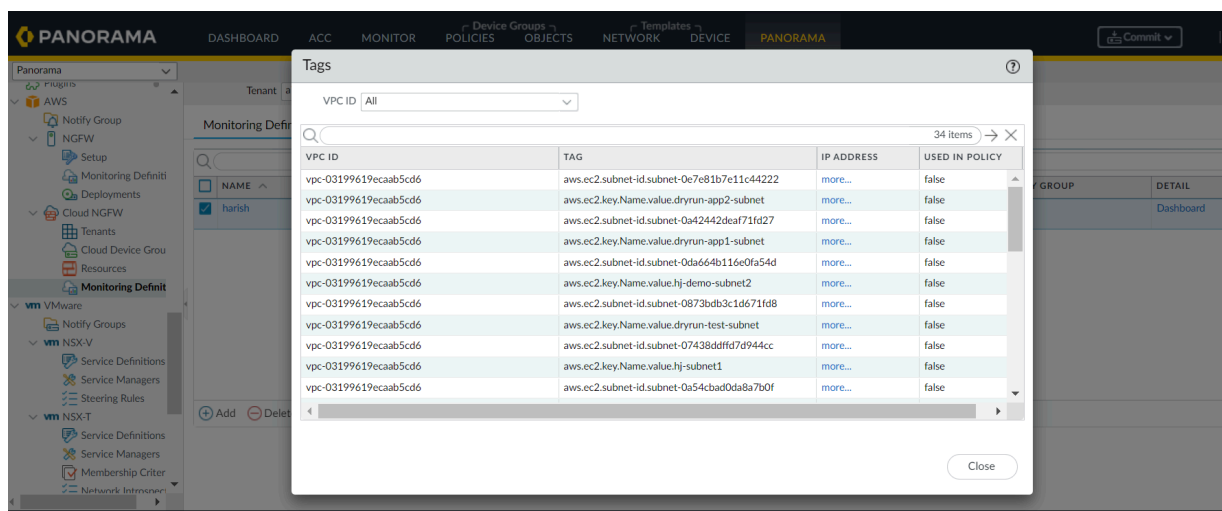 PANORAMA
DASHBOARD ACC MONITOR
Device Groups
POLICIES OBJECTS
Templates
NETWORK DEVICE
PANORAMA
Commit
Panorama
Plugins
AWS
Notify Group
NGFW
Setup
Monitoring Definiti
Deployments
Cloud NGFW
Tenants
Cloud Device Grou
Resources
Monitoring Definit
vm VMware
Notify Groups
vm NSX-V
Service Definitions
Service Managers
Steering Rules
vm NSX-T
Service Definitions
Service Managers
Membership Criter
Network Introspect
Tenant a
Monitoring Defin
NAME
harish
Add Delet
Y GROUP DETAIL
Dashboard
Tags
VPC ID All
34 items
VPC ID TAG IP ADDRESS USED IN POLICY
vpc-03199619ecaab5cd6 aws.ec2.subnet-id.subnet-0e7e81b7e11c44222 more... false
vpc-03199619ecaab5cd6 aws.ec2.key.Name.value.dryrun-app2-subnet more... false
vpc-03199619ecaab5cd6 aws.ec2.subnet-id.subnet-0a42442deaf71fd27 more... false
vpc-03199619ecaab5cd6 aws.ec2.key.Name.value.dryrun-app1-subnet more... false
vpc-03199619ecaab5cd6 aws.ec2.subnet-id.subnet-0da664b116e0fa54d more... false
vpc-03199619ecaab5cd6 aws.ec2.key.Name.value.hj-demo-subnet2 more... false
vpc-03199619ecaab5cd6 aws.ec2.subnet-id.subnet-0873bdb3c1d671fd8 more... false
vpc-03199619ecaab5cd6 aws.ec2.key.Name.value.dryrun-test-subnet more... false
vpc-03199619ecaab5cd6 aws.ec2.subnet-id.subnet-07438ddffd7d944cc more... false
vpc-03199619ecaab5cd6 aws.ec2.key.Name.value.hj-subnet1 more... false
vpc-03199619ecaab5cd6 aws.ec2.subnet-id.subnet-0a54cbad0da8a7b0f more... false
Close